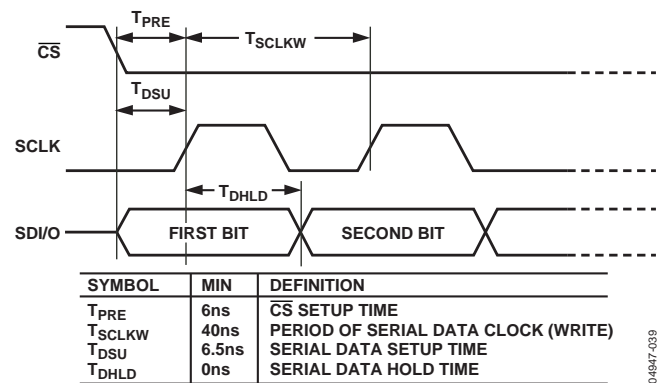 T_PRE
CS
T_SCLKW
T_DSU
SCLK
T_DHLD
SDI/O
FIRST BIT
SECOND BIT
SYMBOL MIN DEFINITION
T_PRE 6ns CS SETUP TIME
T_SCLKW 40ns PERIOD OF SERIAL DATA CLOCK (WRITE)
T_DSU 6.5ns SERIAL DATA SETUP TIME
T_DHLD 0ns SERIAL DATA HOLD TIME
04947-039